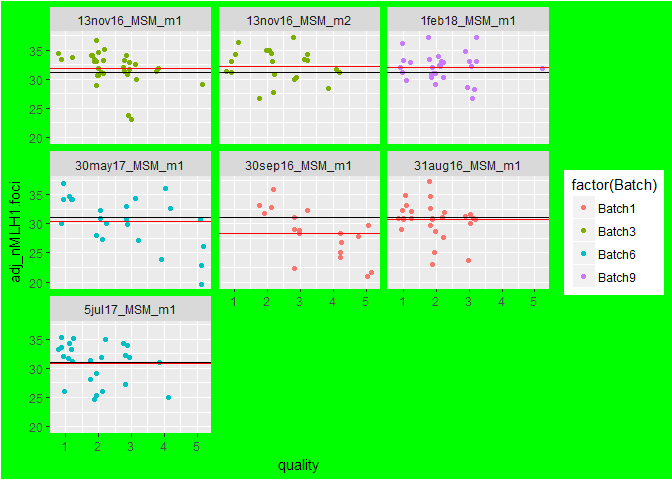 13nov16_MSM_m1 13nov16_MSM_m2 1feb18_MSM_m1
35
30
25
20
30may17_MSM_m1 30sep16_MSM_m1 31aug16_MSM_m1
35
30
25
20
1 2 3 4 5 1 2 3 4 5
5jul17_MSM_m1
35
30
25
20
1 2 3 4 5
quality
adj_nMLH1.foci
factor(Batch)
Batch1
Batch3
Batch6
Batch9